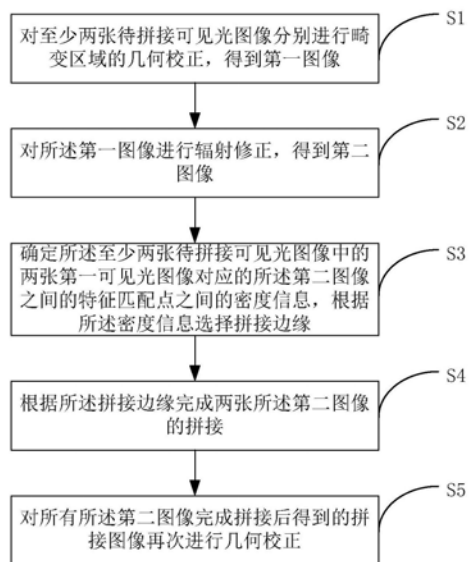 S1
对至少两张待拼接可见光图像分别进行畸
变区域的几何校正，得到第一图像
S2
对所述第一图像进行辐射修正，得到第二
图像
S3
确定所述至少两张待拼接可见光图像中的
两张第一可见光图像对应的所述第二图像
之间的特征匹配点之间的密度信息，根据
所述密度信息选择拼接边缘
S4
根据所述拼接边缘完成两张所述第二图像
的拼接
S5
对所有所述第二图像完成拼接后得到的拼
接图像再次进行几何校正